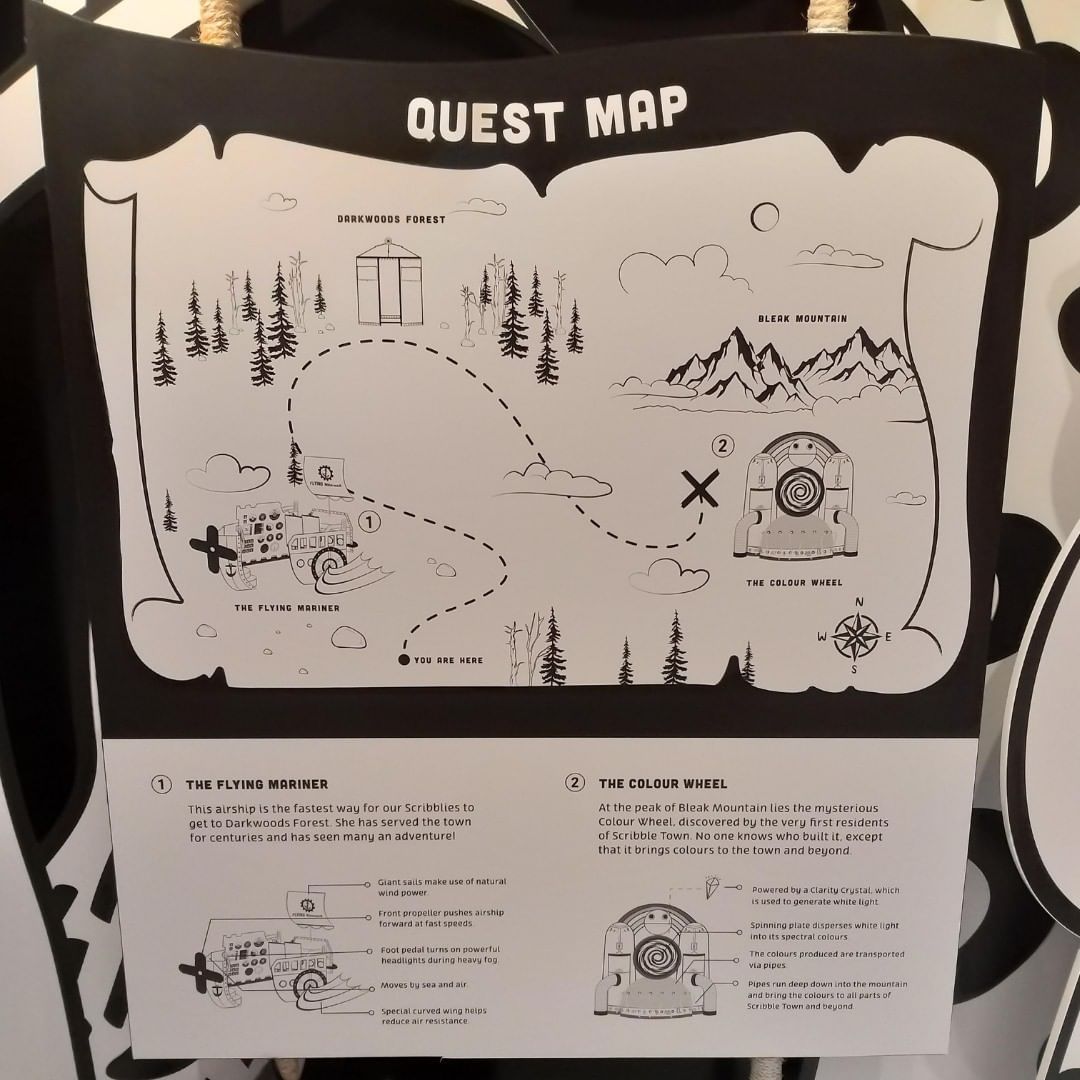 QUEST MAP
DARKWOODS FOREST
BLEAK MOUNTAIN
2
FLYING Mariner
1
THE COLOUR WHEEL
N
THE FLYING MARINER
W E
S
YOU ARE HERE
1 THE FLYING MARINER
This airship is the fastest way for our Scribblies to
get to Darkwoods Forest. She has served the town
for centuries and has seen many an adventure!
Giant sails make use of natural
wind power.
Front propeller pushes airship
forward at fast speeds.
Foot pedal turns on powerful
headlights during heavy fog.
Moves by sea and air.
Special curved wing helps
reduce air resistance.
FLYING Mariner
2 THE COLOUR WHEEL
At the peak of Bleak Mountain lies the mysterious
Colour Wheel, discovered by the very first residents
of Scribble Town. No one knows who built it, except
that it brings colours to the town and beyond.
Powered by a Clarity Crystal, which
is used to generate white light.
Spinning plate disperses white light
into its spectral colours.
The colours produced are transported
via pipes.
Pipes run deep down into the mountain
and bring the colours to all parts of
Scribble Town and beyond.